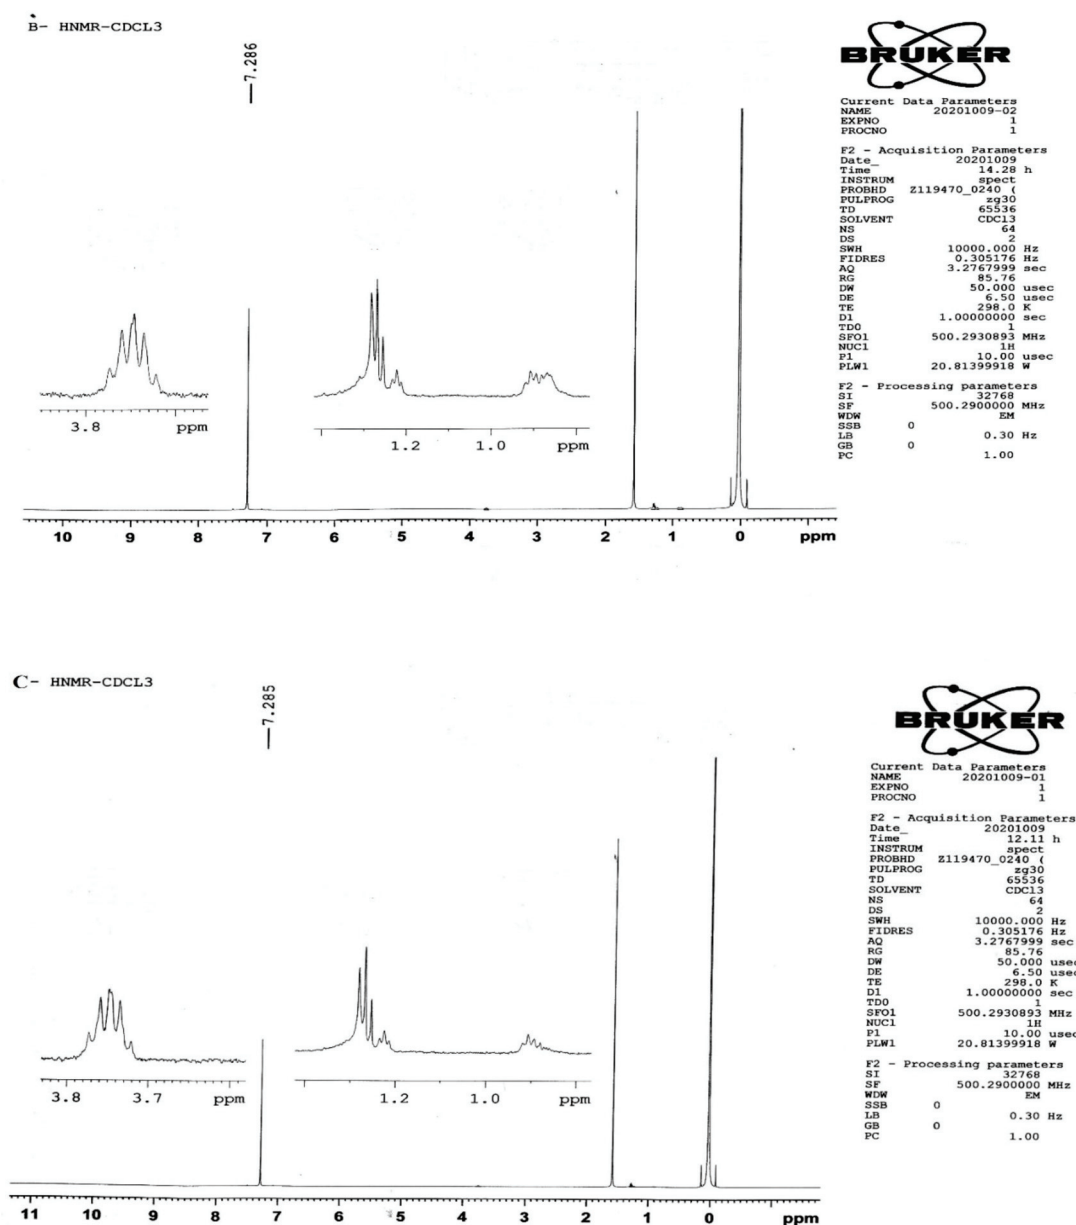 B- HNMR-CDCL3
7.286
BRUKER
Current Data Parameters
NAME 20201009-02
EXPNO 1
PROCNO 1
F2 - Acquisition Parameters
Date_ 20201009
Time 14.28 h
INSTRUM spect
PROBHD Z119470_0240 (
PULPROG zg30
TD 65536
SOLVENT CDCl3
NS 64
DS 2
SWH 10000.000 Hz
FIDRES 0.305176 Hz
AQ 3.2767999 sec
RG 85.76
DW 50.000 usec
DE 6.50 usec
TE 298.0 K
D1 1.00000000 sec
TD0 1
SFO1 500.2930893 MHz
NUC1 1H
P1 10.00 usec
PLW1 20.81399918 W
F2 - Processing parameters
SI 32768
SF 500.2900000 MHz
WDW EM
SSB 0
LB 0.30 Hz
GB 0
PC 1.00
3.8 ppm
1.2 1.0 ppm
10 9 8 7 6 5 4 3 2 1 0 ppm
C- HNMR-CDCL3
7.285
BRUKER
Current Data Parameters
NAME 20201009-01
EXPNO 1
PROCNO 1
F2 - Acquisition Parameters
Date_ 20201009
Time 12.11 h
INSTRUM spect
PROBHD Z119470_0240 (
PULPROG zg30
TD 65536
SOLVENT CDCl3
NS 64
DS 2
SWH 10000.000 Hz
FIDRES 0.305176 Hz
AQ 3.2767999 sec
RG 85.76
DW 50.000 usec
DE 6.50 usec
TE 298.0 K
D1 1.00000000 sec
TD0 1
SFO1 500.2930893 MHz
NUC1 1H
P1 10.00 usec
PLW1 20.81399918 W
F2 - Processing parameters
SI 32768
SF 500.2900000 MHz
WDW EM
SSB 0
LB 0.30 Hz
GB 0
PC 1.00
3.8 3.7 ppm
1.2 1.0 ppm
11 10 9 8 7 6 5 4 3 2 1 0 ppm